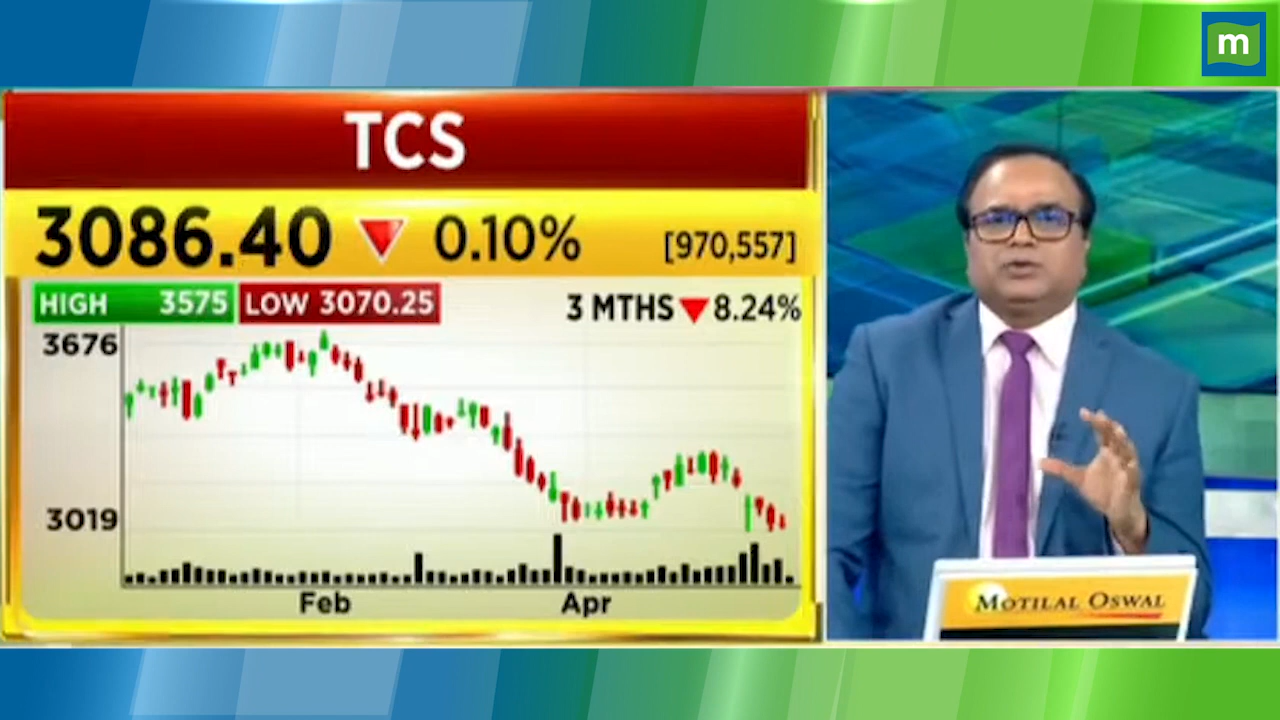 m
TCS
3086.40 ▼ 0.10% [970,557]
HIGH 3575 LOW 3070.25 3 MTHS ▼ 8.24%
3676
3019
Feb Apr
MOTILAL OSWAL